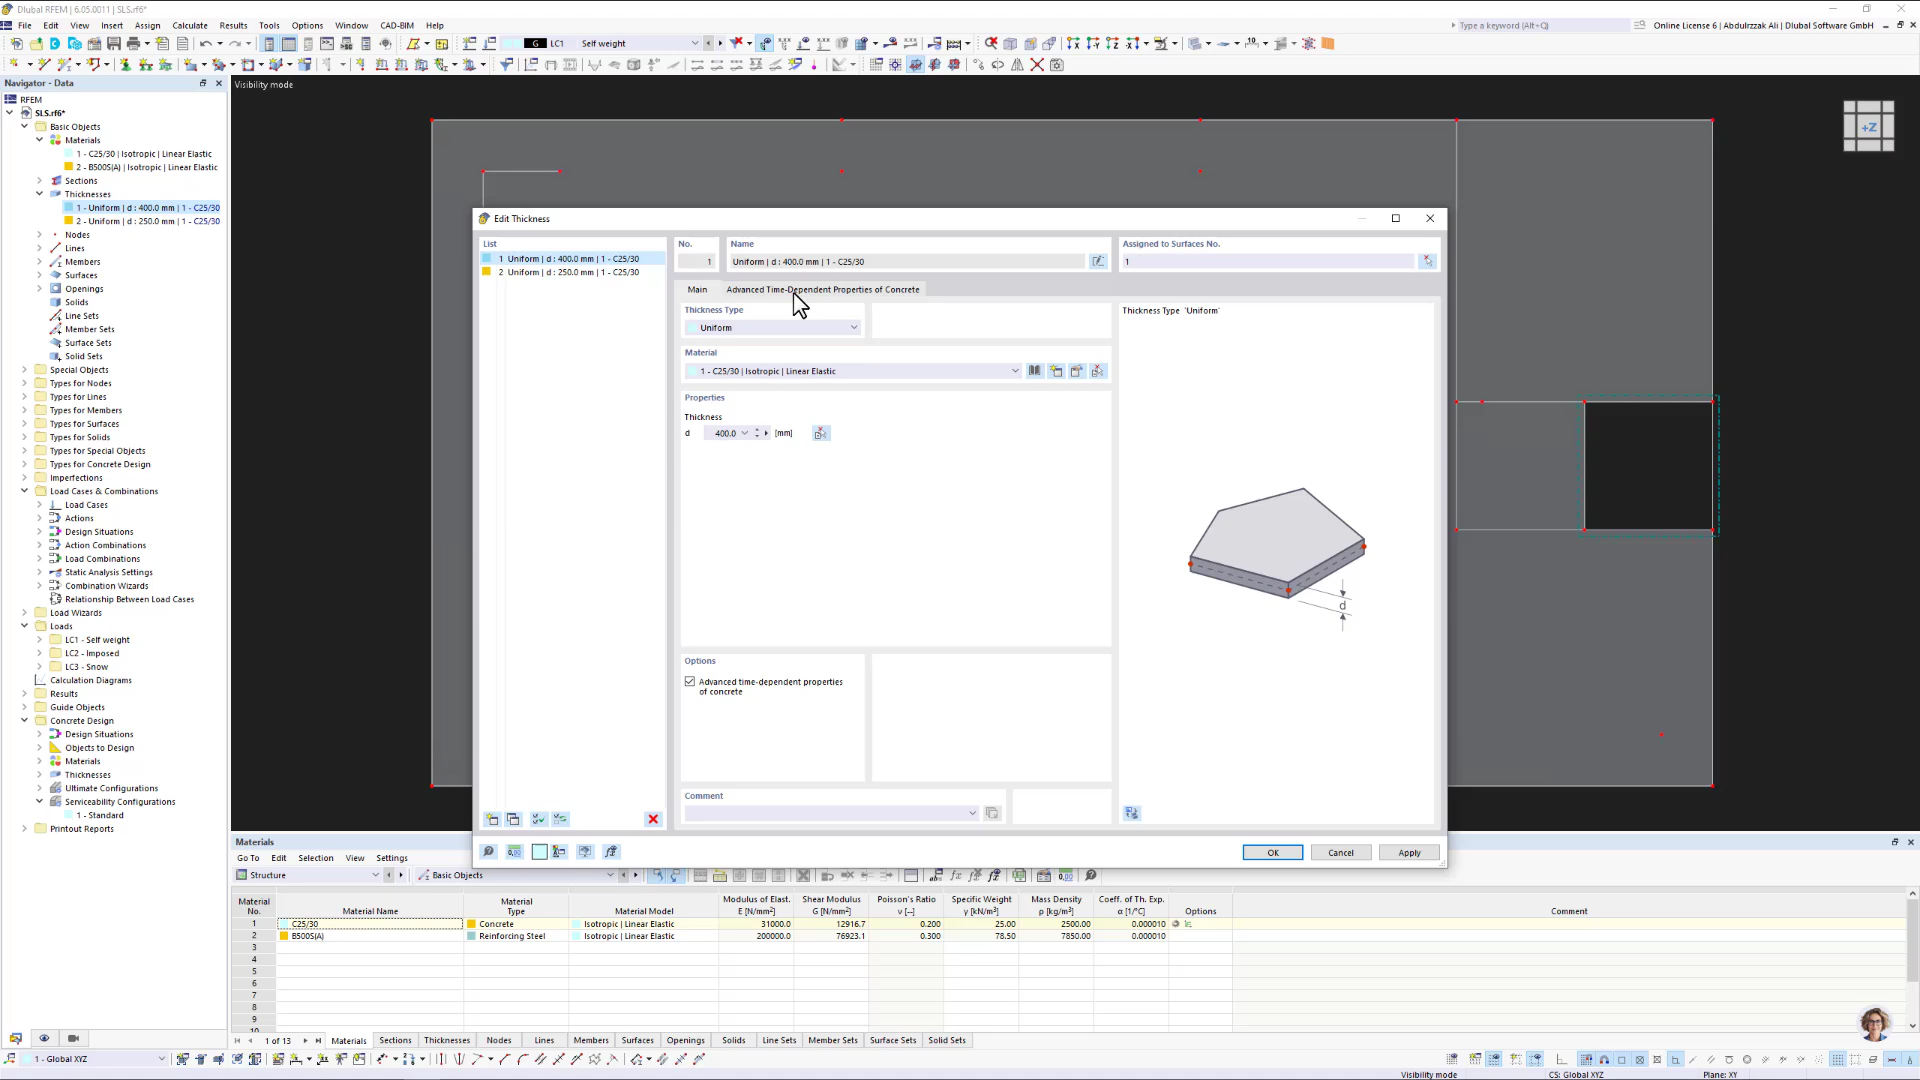 Dlubal RFEM | 6.05.0011 | SLS.rf6*
File Edit View Insert Assign Calculate Results Tools Options Window CAD-BIM Help
Type a keyword (Alt+Q)
Online License 6 | Abdulrzzak Ali | Dlubal Software GmbH
G LC1 Self weight
Navigator - Data
RFEM
SLS.rf6*
Basic Objects
Materials
1 - C25/30 | Isotropic | Linear Elastic
2 - B500S(A) | Isotropic | Linear Elastic
Sections
Thicknesses
1 - Uniform | d : 400.0 mm | 1 - C25/30
2 - Uniform | d : 250.0 mm | 1 - C25/30
Nodes
Lines
Members
Surfaces
Openings
Solids
Line Sets
Member Sets
Surface Sets
Solid Sets
Special Objects
Types for Nodes
Types for Lines
Types for Members
Types for Surfaces
Types for Solids
Types for Special Objects
Types for Concrete Design
Imperfections
Load Cases & Combinations
Load Cases
Actions
Design Situations
Action Combinations
Load Combinations
Static Analysis Settings
Combination Wizards
Relationship Between Load Cases
Load Wizards
Loads
LC1 - Self weight
LC2 - Imposed
LC3 - Snow
Calculation Diagrams
Results
Guide Objects
Concrete Design
Design Situations
Objects to Design
Materials
Thicknesses
Ultimate Configurations
Serviceability Configurations
1 - Standard
Printout Reports
Visibility mode
+Z
Edit Thickness
List
1 Uniform | d : 400.0 mm | 1 - C25/30
2 Uniform | d : 250.0 mm | 1 - C25/30
No.
1
Name
Uniform | d : 400.0 mm | 1 - C25/30
Assigned to Surfaces No.
1
Main Advanced Time-Dependent Properties of Concrete
Thickness Type
Uniform
Material
1 - C25/30 | Isotropic | Linear Elastic
Properties
Thickness
d 400.0 [mm]
Options
Advanced time-dependent properties
of concrete
Comment
Thickness Type 'Uniform'
d
OK Cancel Apply
Materials
Go To Edit Selection View Settings
Structure Basic Objects
Material No. Material Name Material Type Material Model Modulus of Elast. E [N/mm²] Shear Modulus G [N/mm²] Poisson's Ratio ν [--] Specific Weight γ [kN/m³] Mass Density ρ [kg/m³] Coeff. of Th. Exp. α [1/°C] Options Comment
1 C25/30 Concrete Isotropic | Linear Elastic 31000.0 12916.7 0.200 25.00 2500.00 0.000010
2 B500S(A) Reinforcing Steel Isotropic | Linear Elastic 200000.0 76923.1 0.300 78.50 7850.00 0.000010
3
4
5
6
7
8
9
10
1 of 13 Materials Sections Thicknesses Nodes Lines Members Surfaces Openings Solids Line Sets Member Sets Surface Sets Solid Sets
1 - Global XYZ
Visibility mode CS: Global XYZ Plane: XY